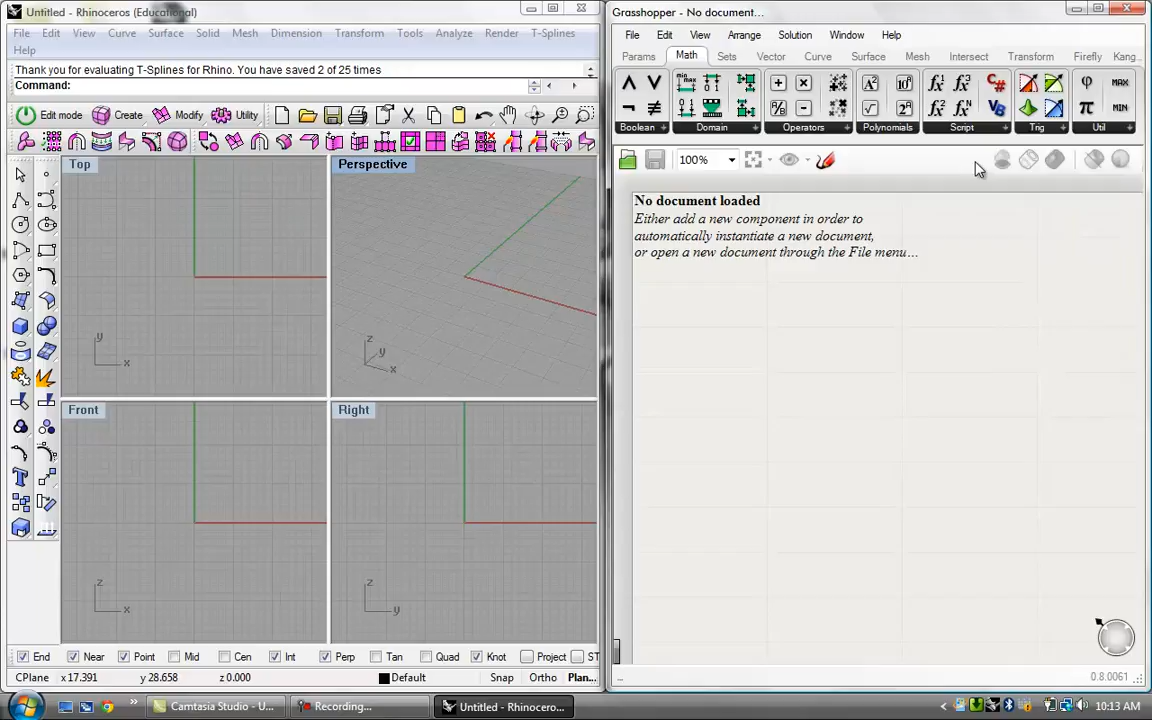 Untitled - Rhinoceros (Educational)
File Edit View Curve Surface Solid Mesh Dimension Transform Tools Analyze Render T-Splines
Help
Thank you for evaluating T-Splines for Rhino. You have saved 2 of 25 times
Command:
Edit mode Create Modify Utility
Top
Perspective
y
x
z
y
x
Front
Right
z
x
z
y
End Near Point Mid Cen Int Perp Tan Quad Knot Project ST
CPlane x 17.391 y 28.658 z 0.000 Default Snap Ortho Plan...
Grasshopper - No document...
File Edit View Arrange Solution Window Help
Params Math Sets Vector Curve Surface Mesh Intersect Transform Firefly Kang
Boolean Domain Operators Polynomials Script Trig Util
100%
No document loaded
Either add a new component in order to
automatically instantiate a new document,
or open a new document through the File menu...
0.8.0061
Camtasia Studio - U... Recording... Untitled - Rhinocero... 10:13 AM